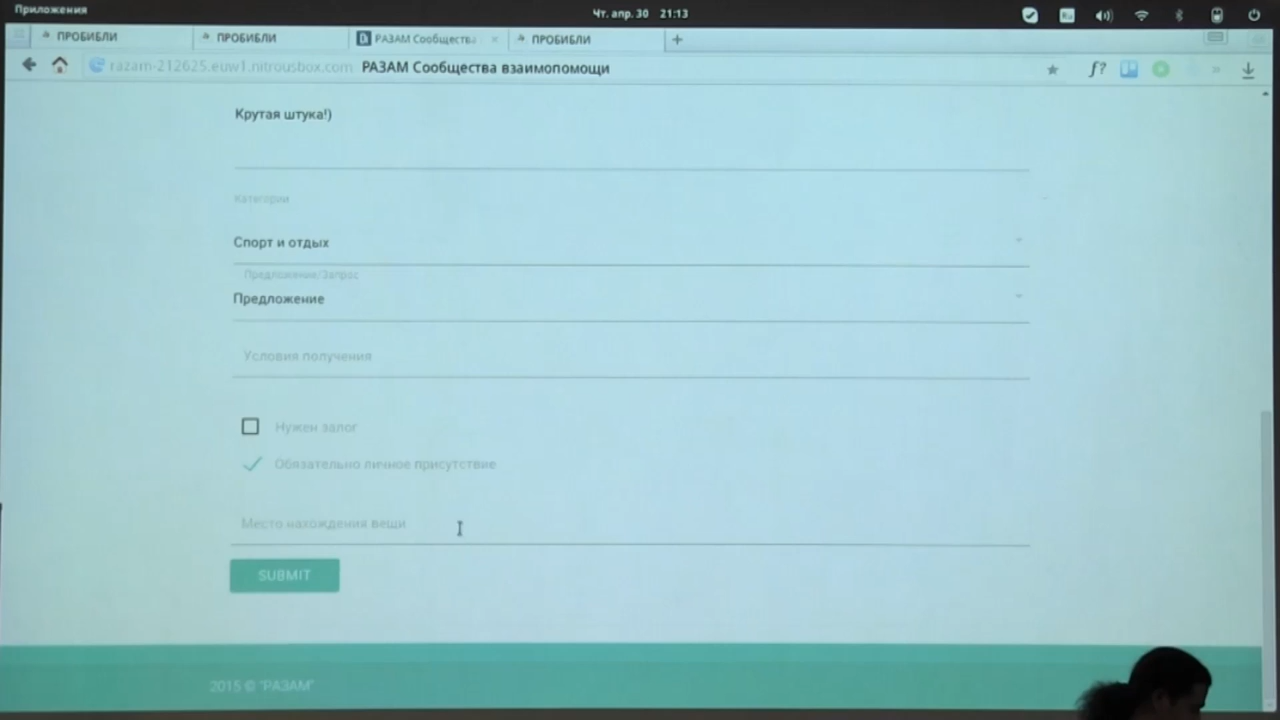 Приложения
Чт. апр. 30 21:13
ПРОБИБЛИ
ПРОБИБЛИ
РАЗАМ Сообщества
ПРОБИБЛИ
razam-212625.euw1.nitrousbox.com РАЗАМ Сообщества взаимопомощи
f?
Крутая штука!)
Категории
Спорт и отдых
Предложение/Запрос
Предложение
Условия получения
Нужен залог
Обязательно личное присутствие
Место нахождения вещи
SUBMIT
2015 © "РАЗАМ"